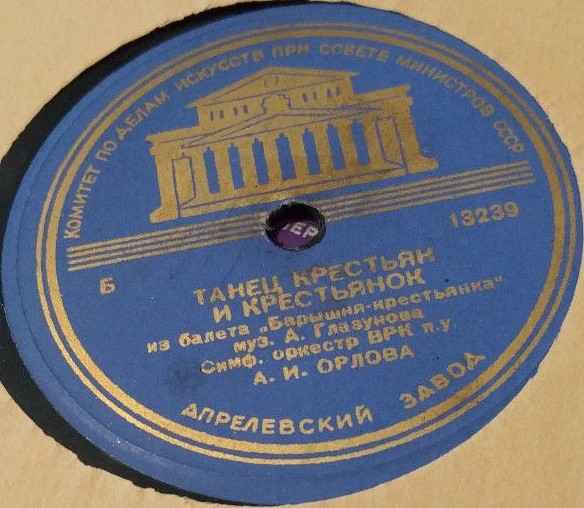 КОМИТЕТ ПО ДЕЛАМ ИСКУССТВ ПРИ СОВЕТЕ МИНИСТРОВ СССР
Б 13239
ТАНЕЦ КРЕСТЬЯН
И КРЕСТЬЯНОК
из балета „Барышня-крестьянка“
муз. А. Глазунова
Симф. оркестр ВРК п.у.
А. И. ОРЛОВА
АПРЕЛЕВСКИЙ ЗАВОД